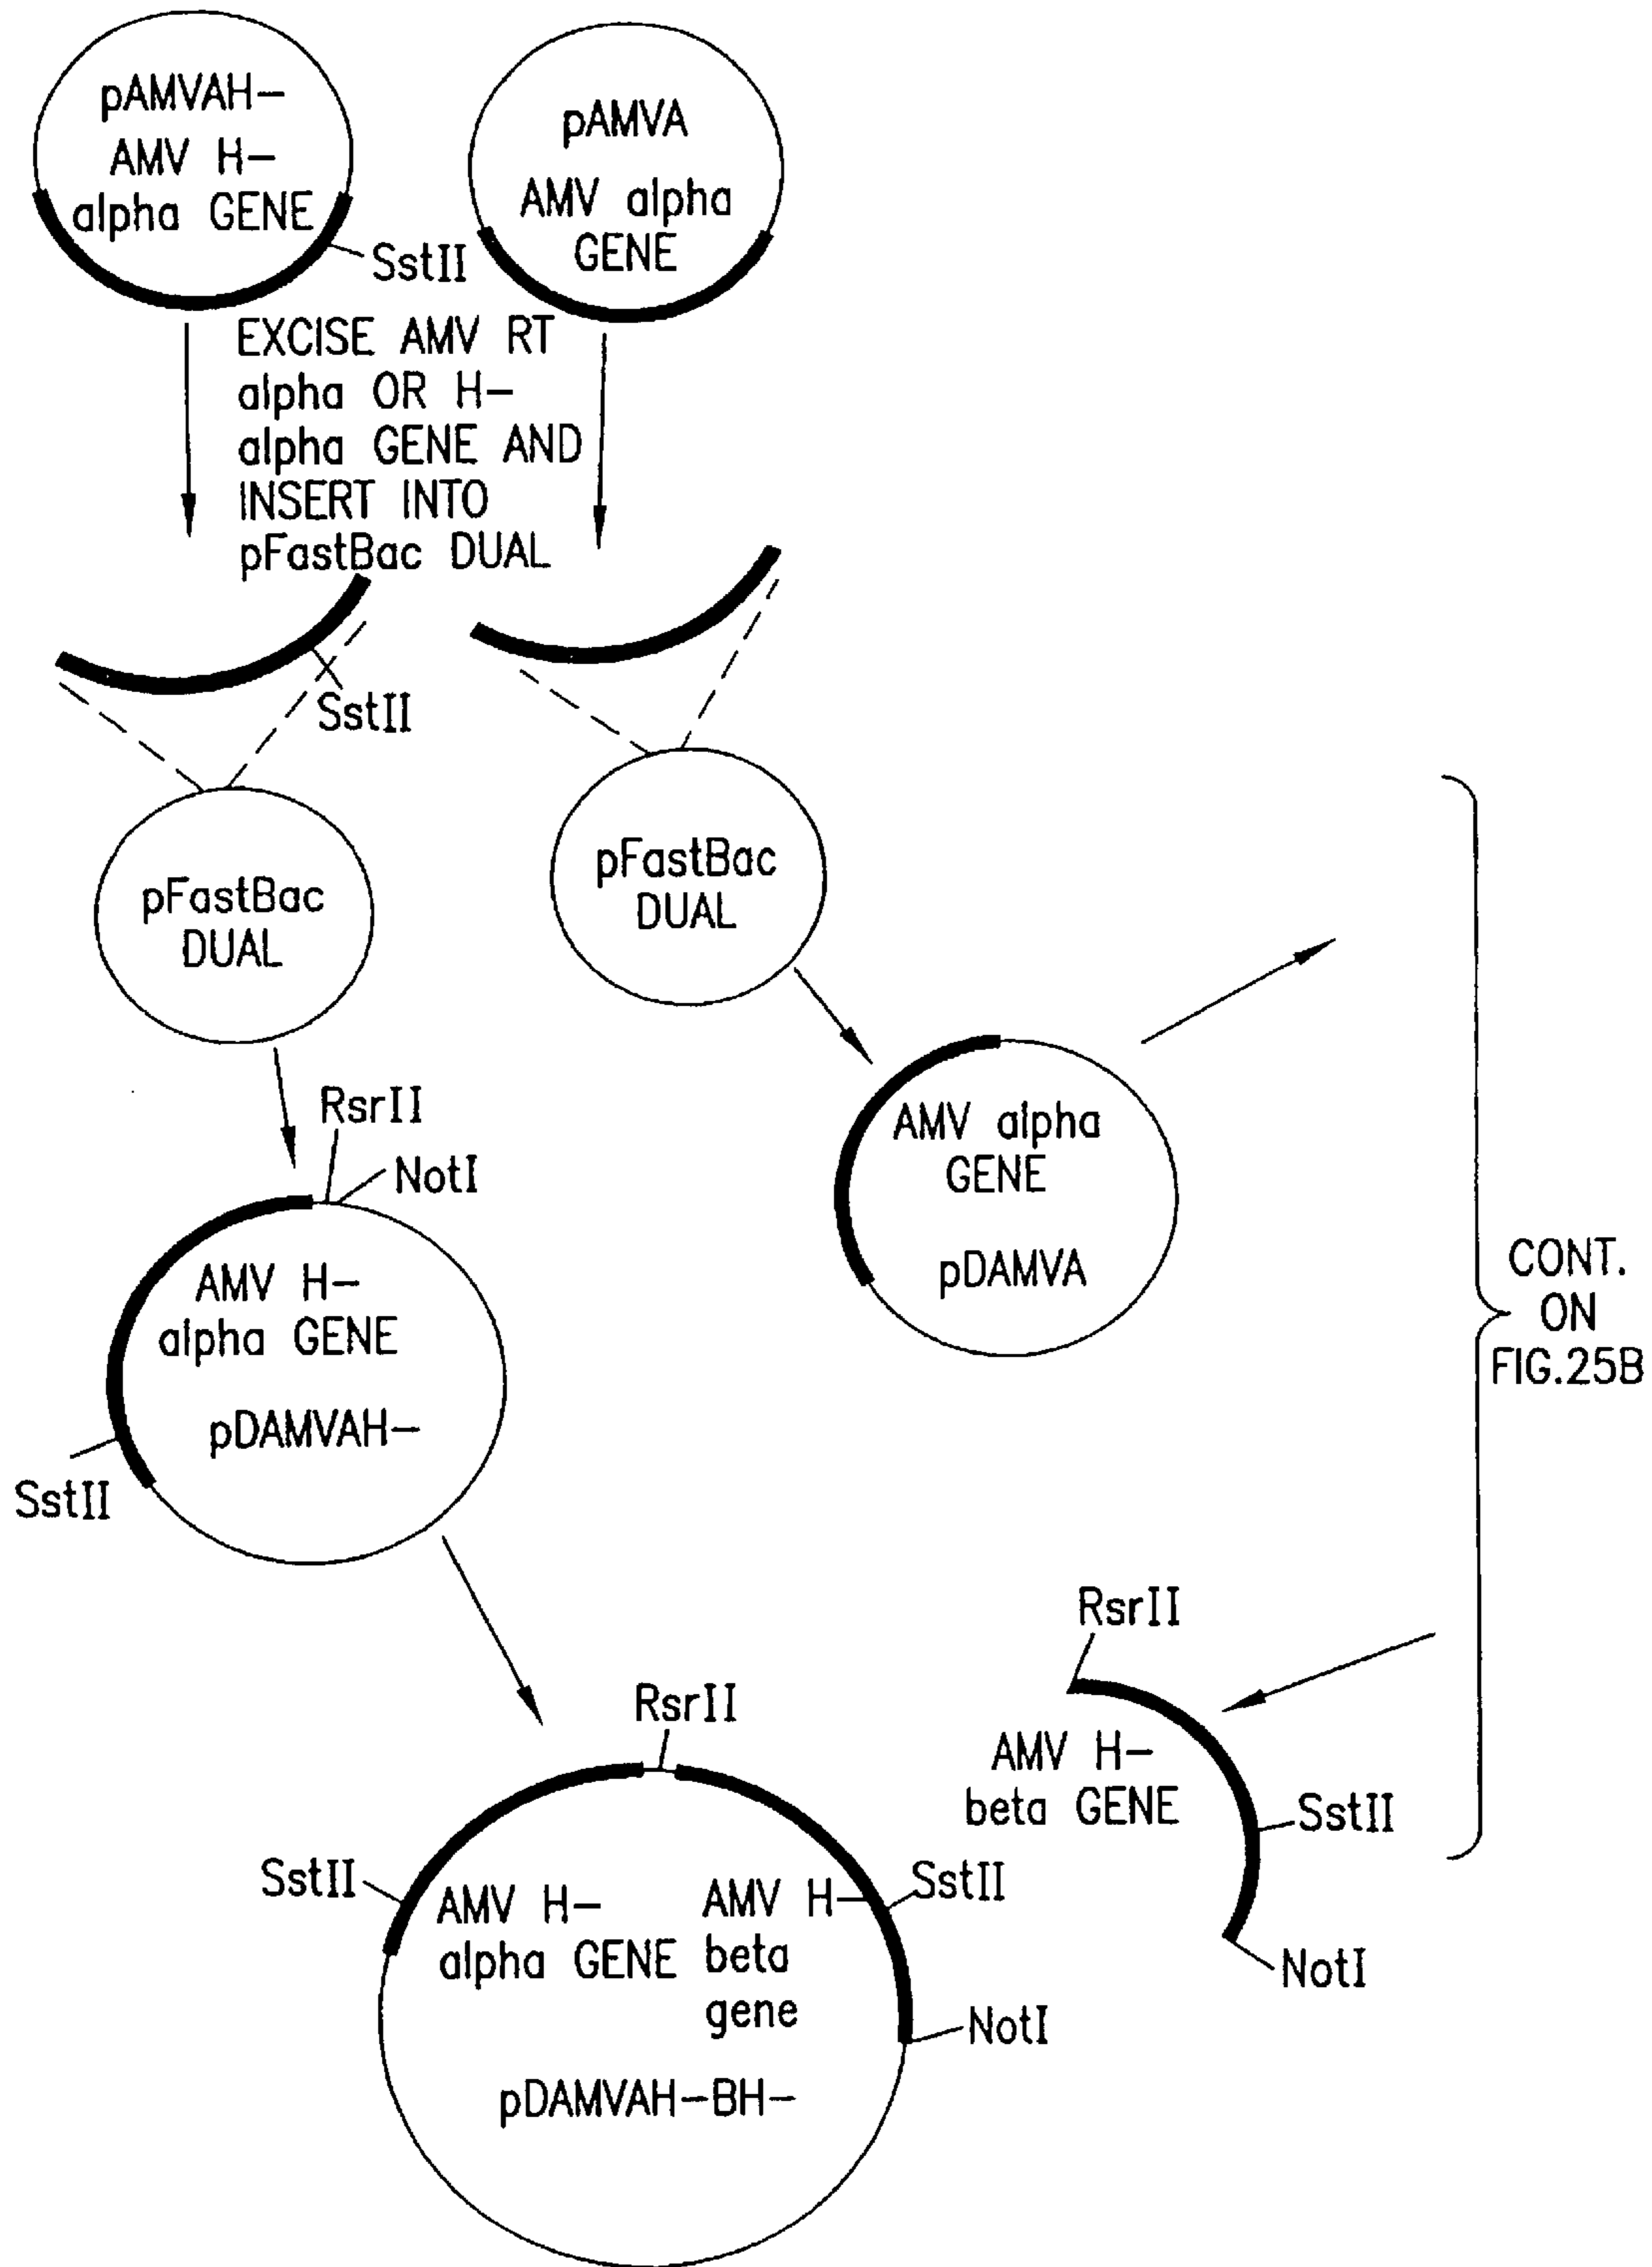 pAMVAH-
AMV H-
alpha GENE
SstII
pAMVA
AMV alpha
GENE
EXCISE AMV RT
alpha OR H-
alpha GENE AND
INSERT INTO
pFastBac DUAL
SstII
pFastBac
DUAL
pFastBac
DUAL
RsrII
NotI
AMV H-
alpha GENE
pDAMVAH-
SstII
AMV alpha
GENE
pDAMVA
CONT.
ON
FIG.25B
RsrII
AMV H-
beta GENE
SstII
NotI
RsrII
SstII
AMV H-
alpha GENE
AMV H-
beta
gene
SstII
NotI
pDAMVAH-BH-